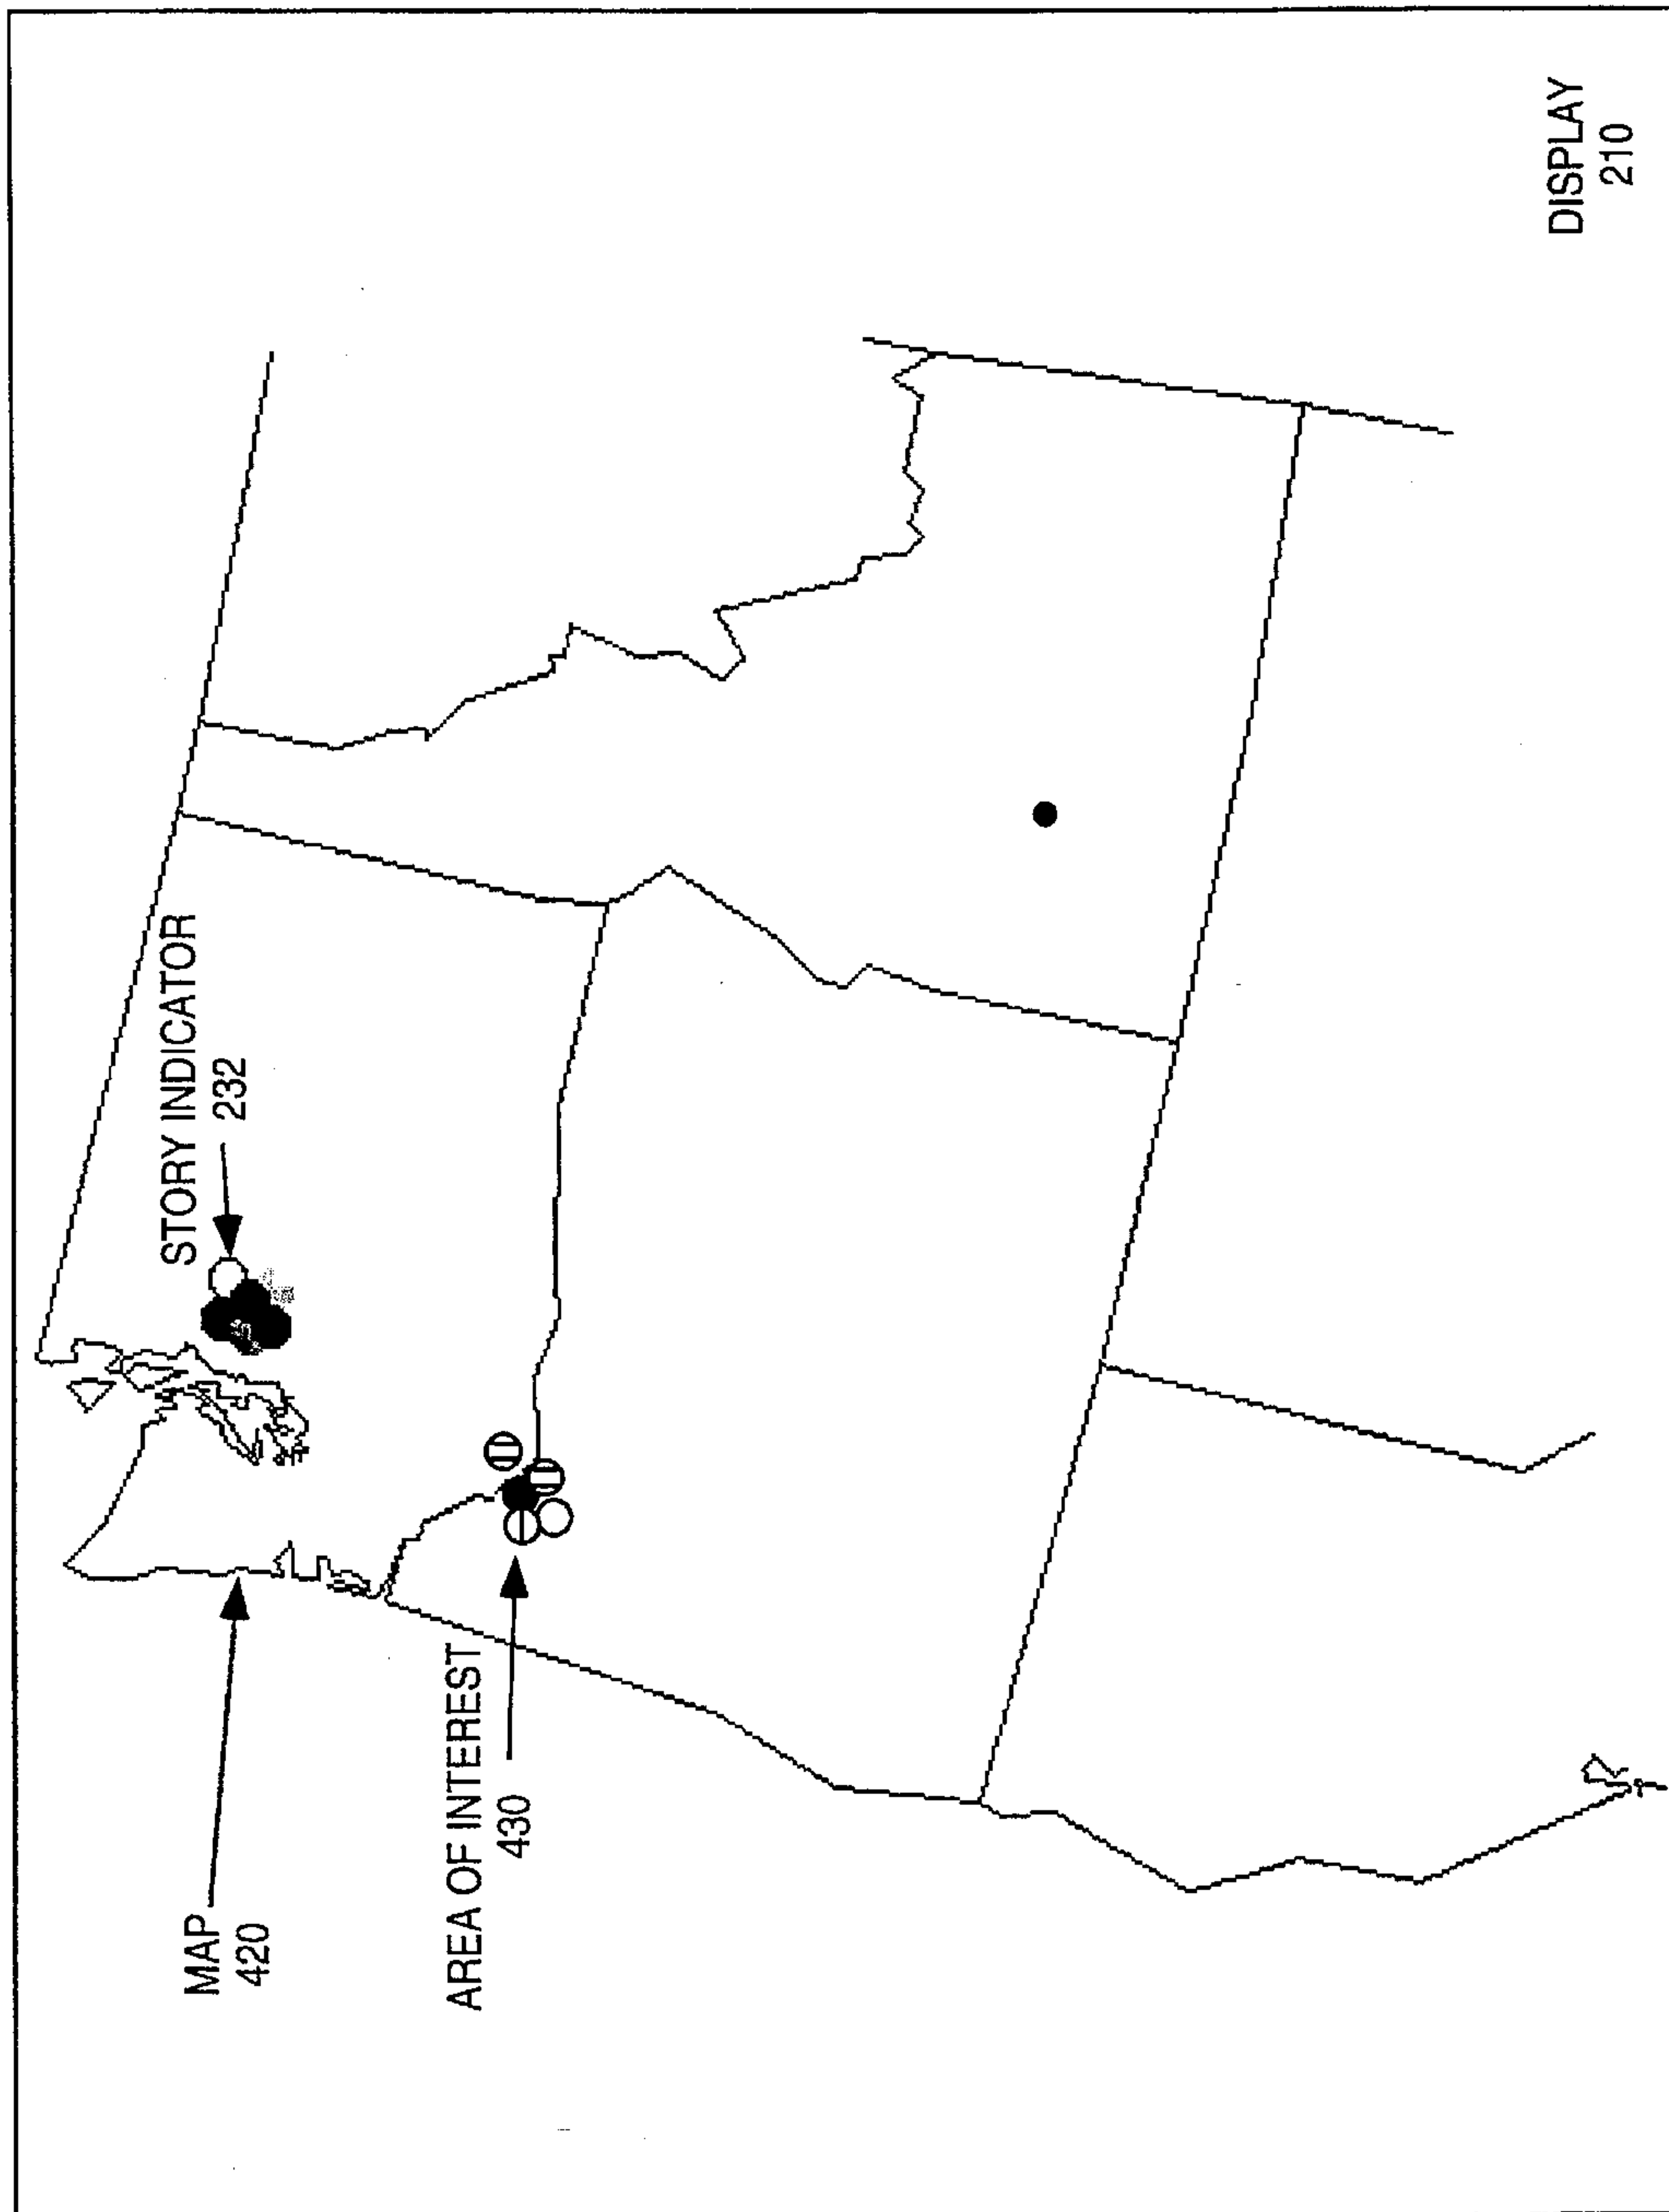 MAP
420
STORY INDICATOR
232
AREA OF INTEREST
430
DISPLAY
210